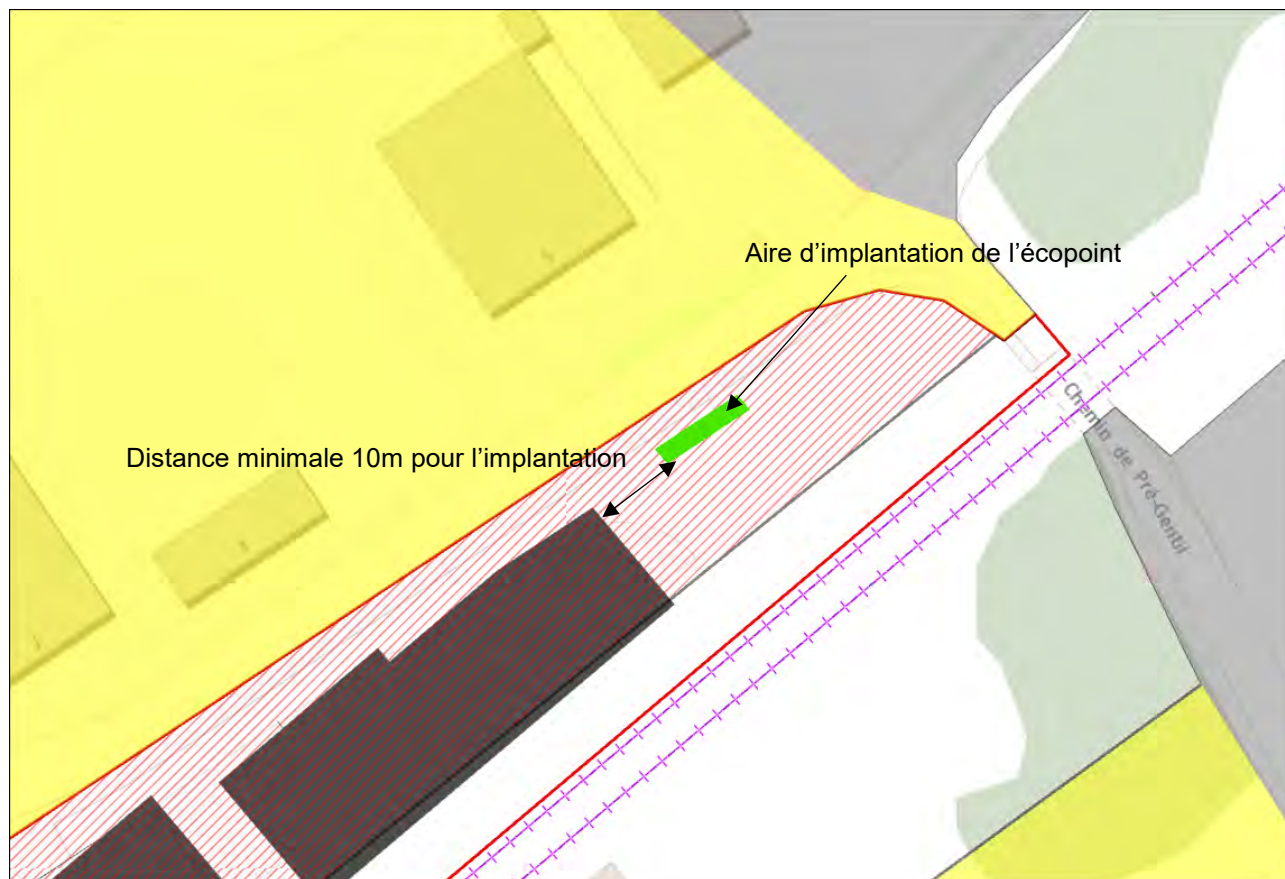 Aire d’implantation de l’écopoint
Distance minimale 10m pour l’implantation
Chemin de Pré-Gentil